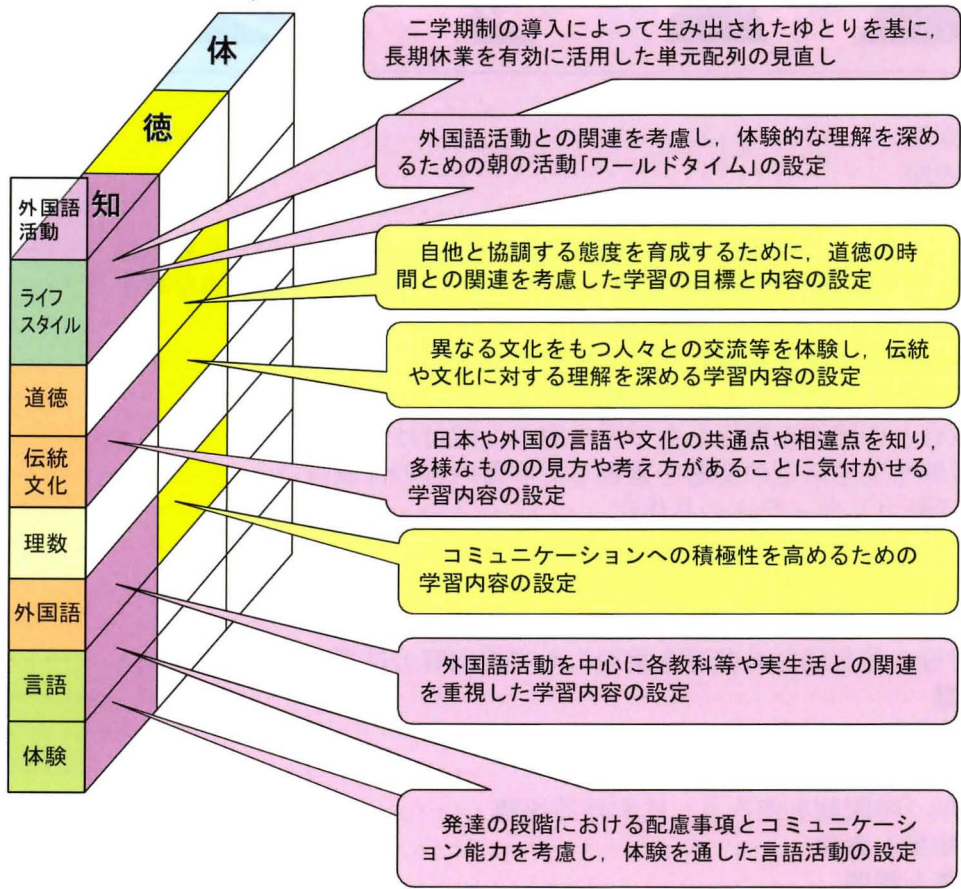 体
徳
知
外国語
活動
ライフ
スタイル
道徳
伝統
文化
理数
外国語
言語
体験
二学期制の導入によって生み出されたゆとりを基に，
長期休業を有効に活用した単元配列の見直し
外国語活動との関連を考慮し，体験的な理解を深め
るための朝の活動「ワールドタイム」の設定
自他と協調する態度を育成するために，道徳の時
間との関連を考慮した学習の目標と内容の設定
異なる文化をもつ人々との交流等を体験し，伝統
や文化に対する理解を深める学習内容の設定
日本や外国の言語や文化の共通点や相違点を知り，
多様なものの見方や考え方があることに気付かせる
学習内容の設定
コミュニケーションへの積極性を高めるための
学習内容の設定
外国語活動を中心に各教科等や実生活との関連
を重視した学習内容の設定
発達の段階における配慮事項とコミュニケーシ
ョン能力を考慮し，体験を通した言語活動の設定